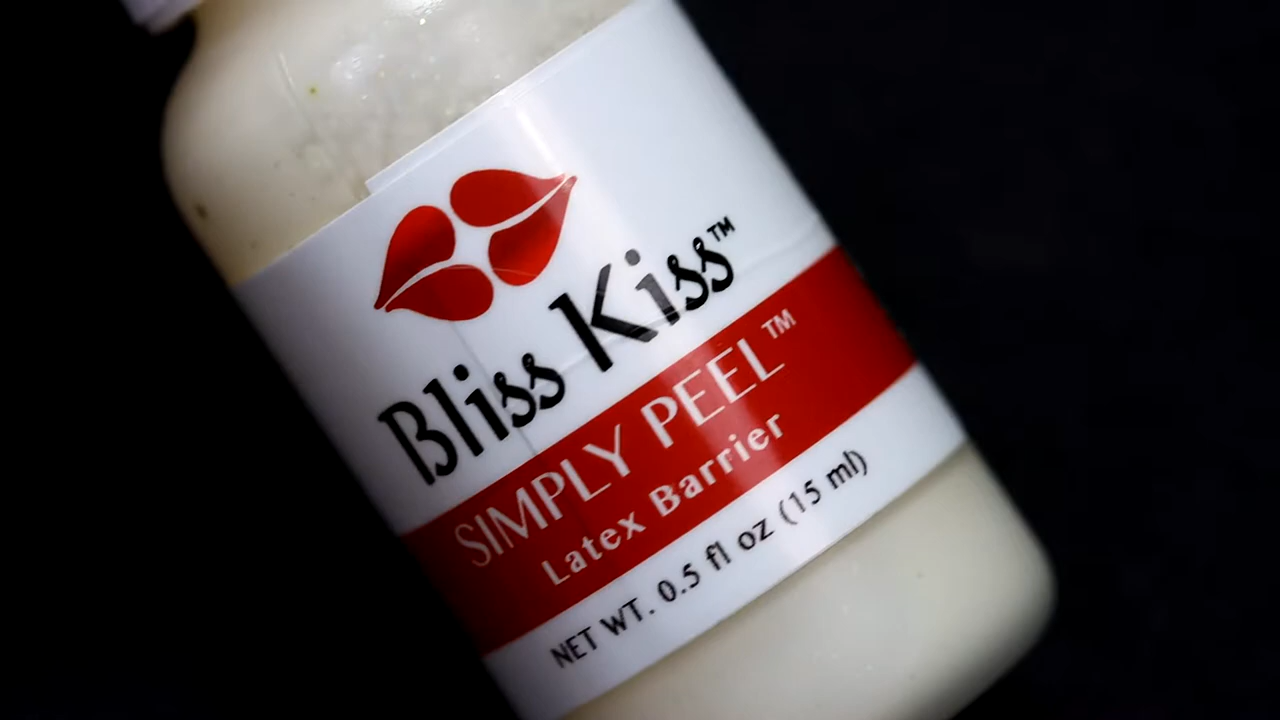 Bliss Kiss™
SIMPLY PEEL™
Latex Barrier
NET WT. 0.5 fl oz (15 ml)